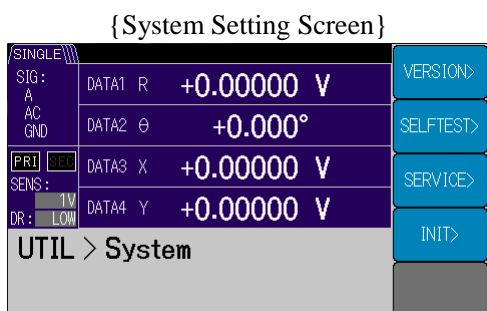 {System Setting Screen}
SINGLE
SIG:
A
AC
GND
PRI SEC
SENS:
1V
DR: LOW
DATA1 R +0.00000 V
DATA2 θ +0.000°
DATA3 X +0.00000 V
DATA4 Y +0.00000 V
UTIL > System
VERSION>
SELFTEST>
SERVICE>
INIT>